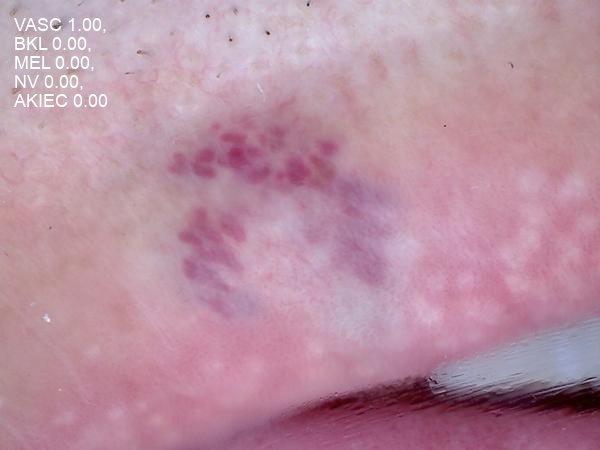 VASC 1.00,
BKL 0.00,
MEL 0.00,
NV 0.00,
AKIEC 0.00